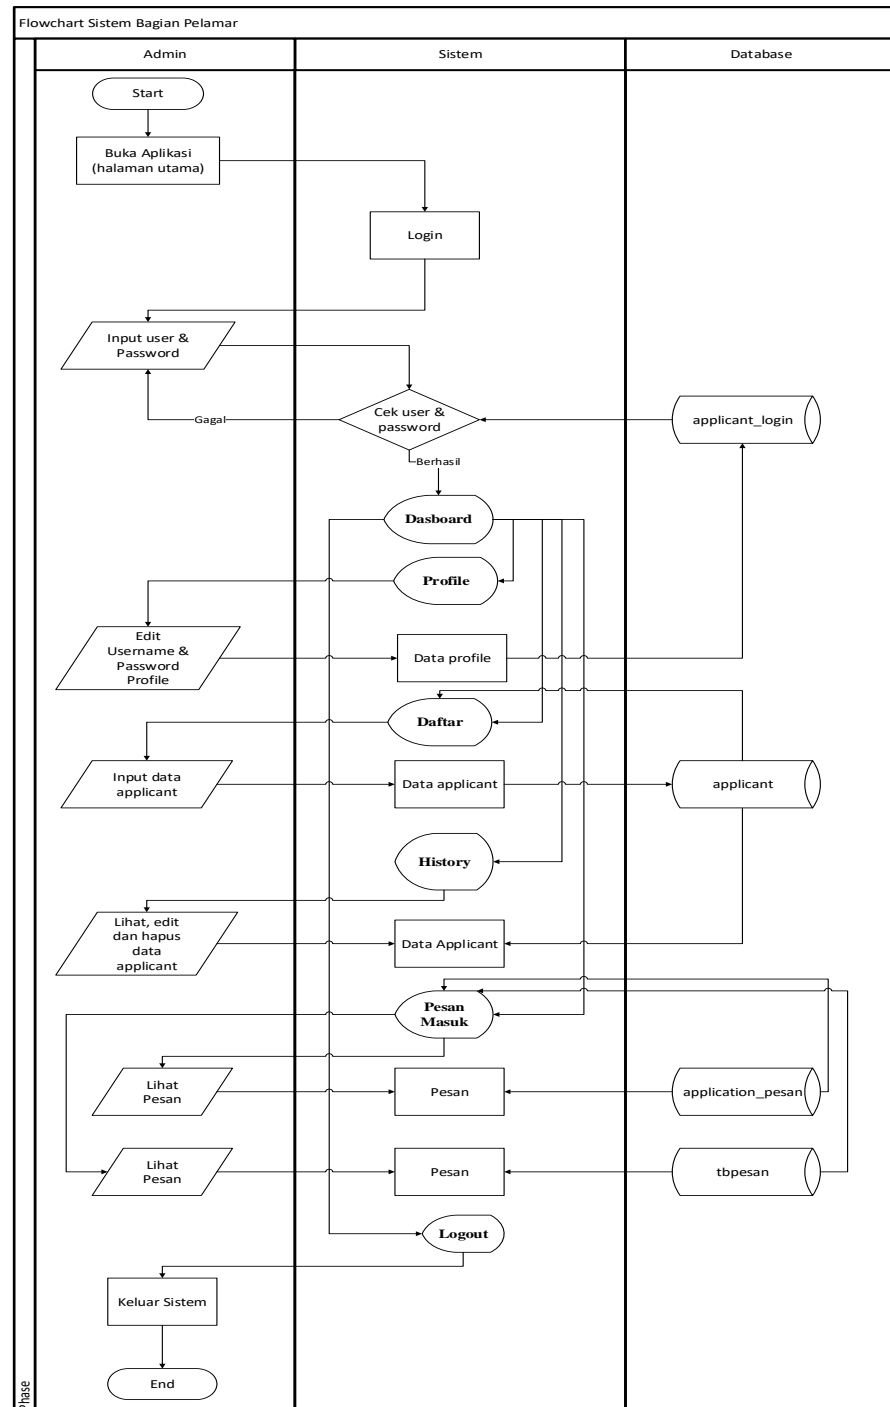 Flowchart Sistem Bagian Pelamar
Admin
Sistem
Database
Start
Buka Aplikasi
(halaman utama)
Login
Input user &
Password
Cek user &
password
applicant_login
Gagal
Berhasil
Dasboard
Profile
Edit
Username &
Password
Profile
Data profile
Daftar
Input data
applicant
Data applicant
applicant
History
Lihat, edit
dan hapus
data
applicant
Data Applicant
Pesan
Masuk
Lihat
Pesan
Pesan
application_pesan
Lihat
Pesan
Pesan
tbpesan
Logout
Keluar Sistem
End
Phase